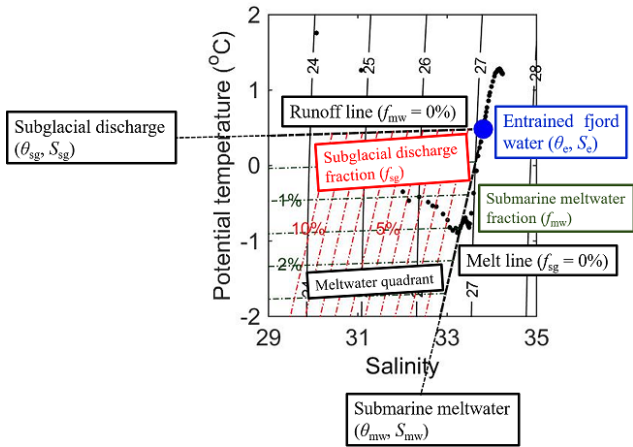 2
24
25
26
27
28
1
0
-1
-2
Potential temperature (°C)
Runoff line (fmw = 0%)
Subglacial discharge
(θsg, Ssg)
Entrained fjord
water (θe, Se)
Subglacial discharge
fraction (fsg)
1%
Submarine meltwater
fraction (fmw)
10%
5%
Melt line (fsg = 0%)
2%
Meltwater quadrant
24
27
29
31
33
35
Salinity
Submarine meltwater
(θmw, Smw)